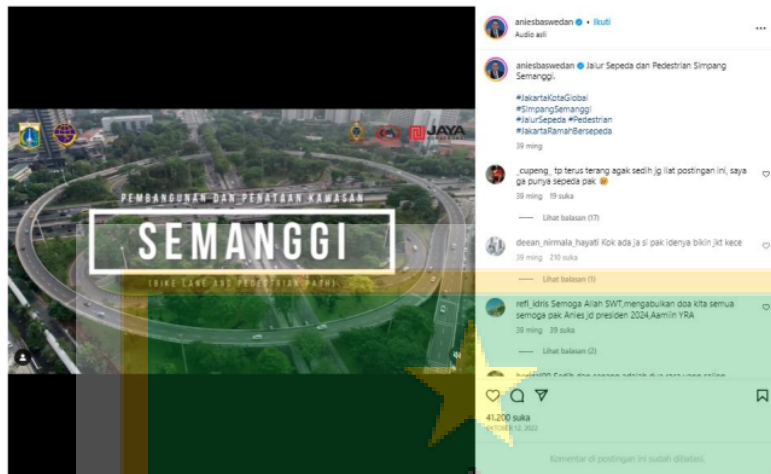 aniesbaswedan • Ikuti
Audio asli
aniesbaswedan Jalur Sepeda dan Pedestrian Simpang
Semanggi.
#JakartaKotaGlobal
#SimpangSemanggi
#JalurSepeda #Pedestrian
#JakartaRamahBersepeda
39 ming
_cupeng_ tp terus terang agak sedih jg liat postingan ini, saya
ga punya sepeda pak
39 ming 19 suka
Lihat balasan (17)
deean_nirmala_hayati Kok ada ja si pak idenya bikin jkt kece
39 ming 210 suka
Lihat balasan (1)
refi_idris Semoga Allah SWT,mengabulkan doa kita semua
semoga pak Anies jd presiden 2024,Aamiin YRA
39 ming 39 suka
Lihat balasan (2)
41.200 suka
OKTOBER 12, 2022
Komentar di postingan ini sudah dibatasi.
JAYA
PEMBANGUNAN DAN PENATAAN KAWASAN
SEMANGGI
(BIKE LANE AND PEDESTRIAN PATH)